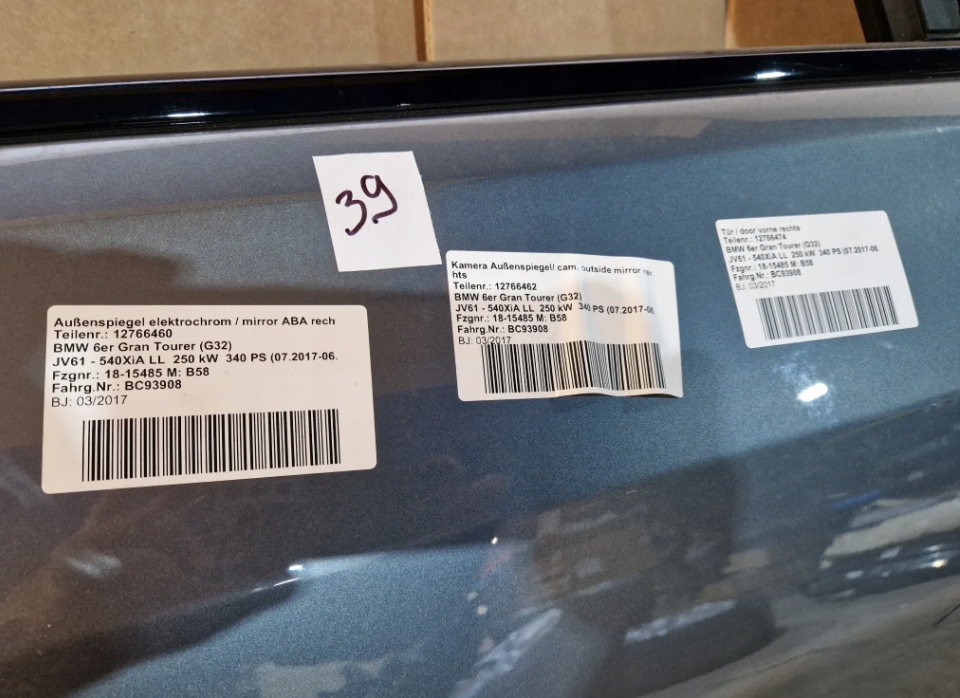 39
Außenspiegel elektrochrom / mirror ABA rech
Teilenr.: 12766460
BMW 6er Gran Tourer (G32)
JV61 - 540XiA LL 250 kW 340 PS (07.2017-06.
Fzgnr.: 18-15485 M: B58
Fahrg.Nr.: BC93908
BJ: 03/2017
Kamera Außenspiegel/ cam. outside mirror rec
hts
Teilenr.: 12766462
BMW 6er Gran Tourer (G32)
JV61 - 540XiA LL 250 kW 340 PS (07.2017-06
Fzgnr.: 18-15485 M: B58
Fahrg.Nr.: BC93908
BJ: 03/2017
Tür / door vorne rechts
Teilenr.: 12766474
BMW 6er Gran Tourer (G32)
JV61 - 540XiA LL 250 kW 340 PS (07.2017-06.
Fzgnr.: 18-15485 M: B58
Fahrg.Nr.: BC93908
BJ: 03/2017